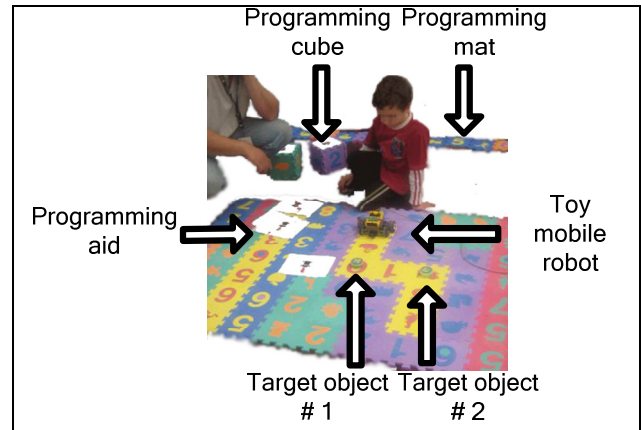 Programming
cube
Programming
mat
Programming
aid
Toy
mobile
robot
Target object
# 1
Target object
# 2